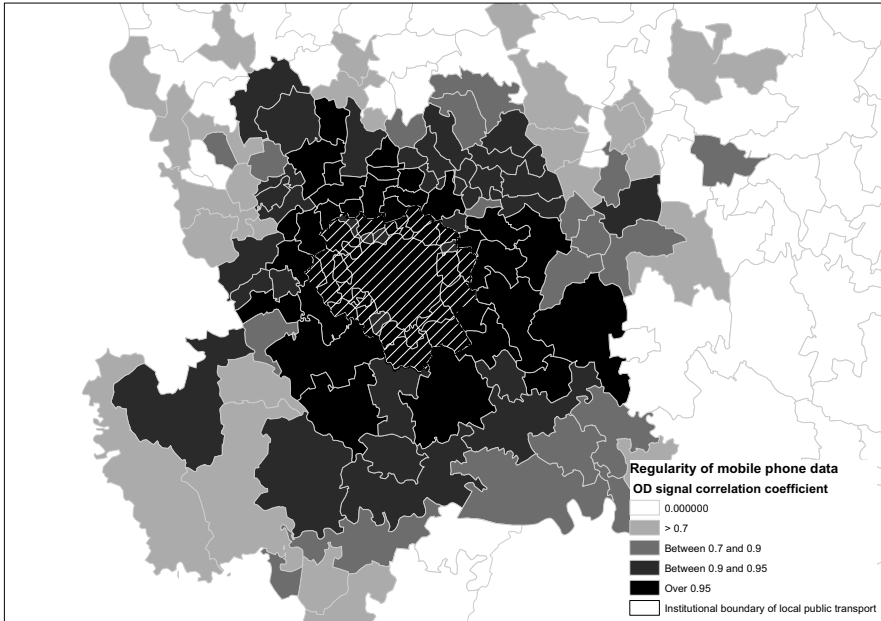 Regularity of mobile phone data
OD signal correlation coefficient
0.000000
> 0.7
Between 0.7 and 0.9
Between 0.9 and 0.95
Over 0.95
Institutional boundary of local public transport